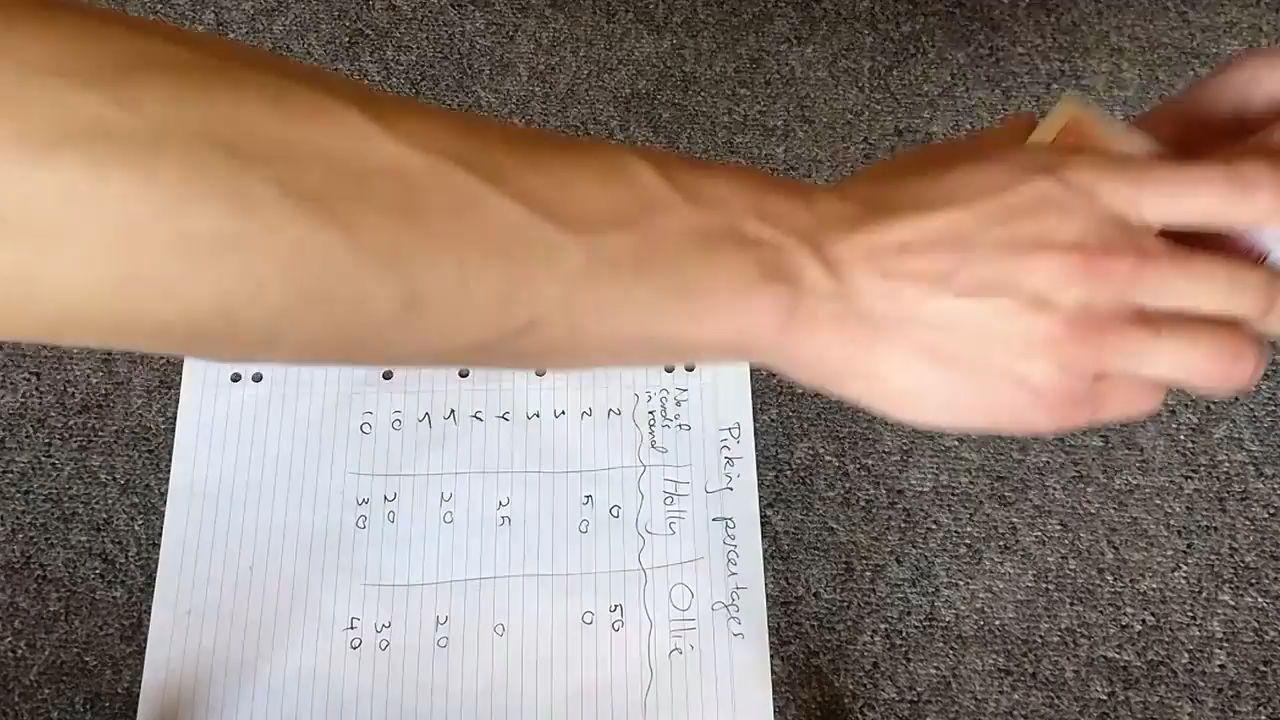 Picking percentages
No of cards in hand Holly Ollie
2 0 50
2 50 0
3
3
4 25 0
4
5 20 20
5
10 20 30
10 30 40